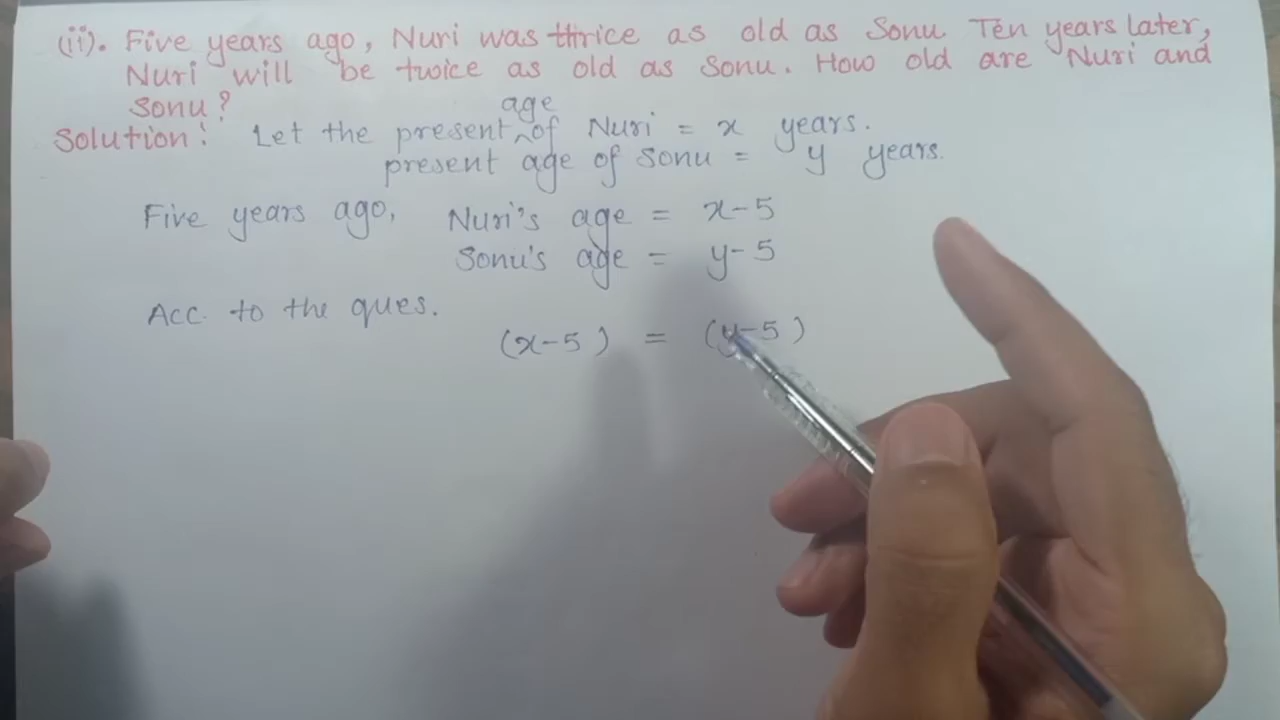 (ii). Five years ago, Nuri was thrice as old as Sonu Ten years later,
Nuri will be twice as old as Sonu. How old are Nuri and
Sonu?
age
Solution: Let the present ^ of Nuri = x years.
present age of Sonu = y years.
Five years ago, Nuri's age = x-5
Sonu's age = y-5
Acc. to the ques.
(x-5) = (y-5)